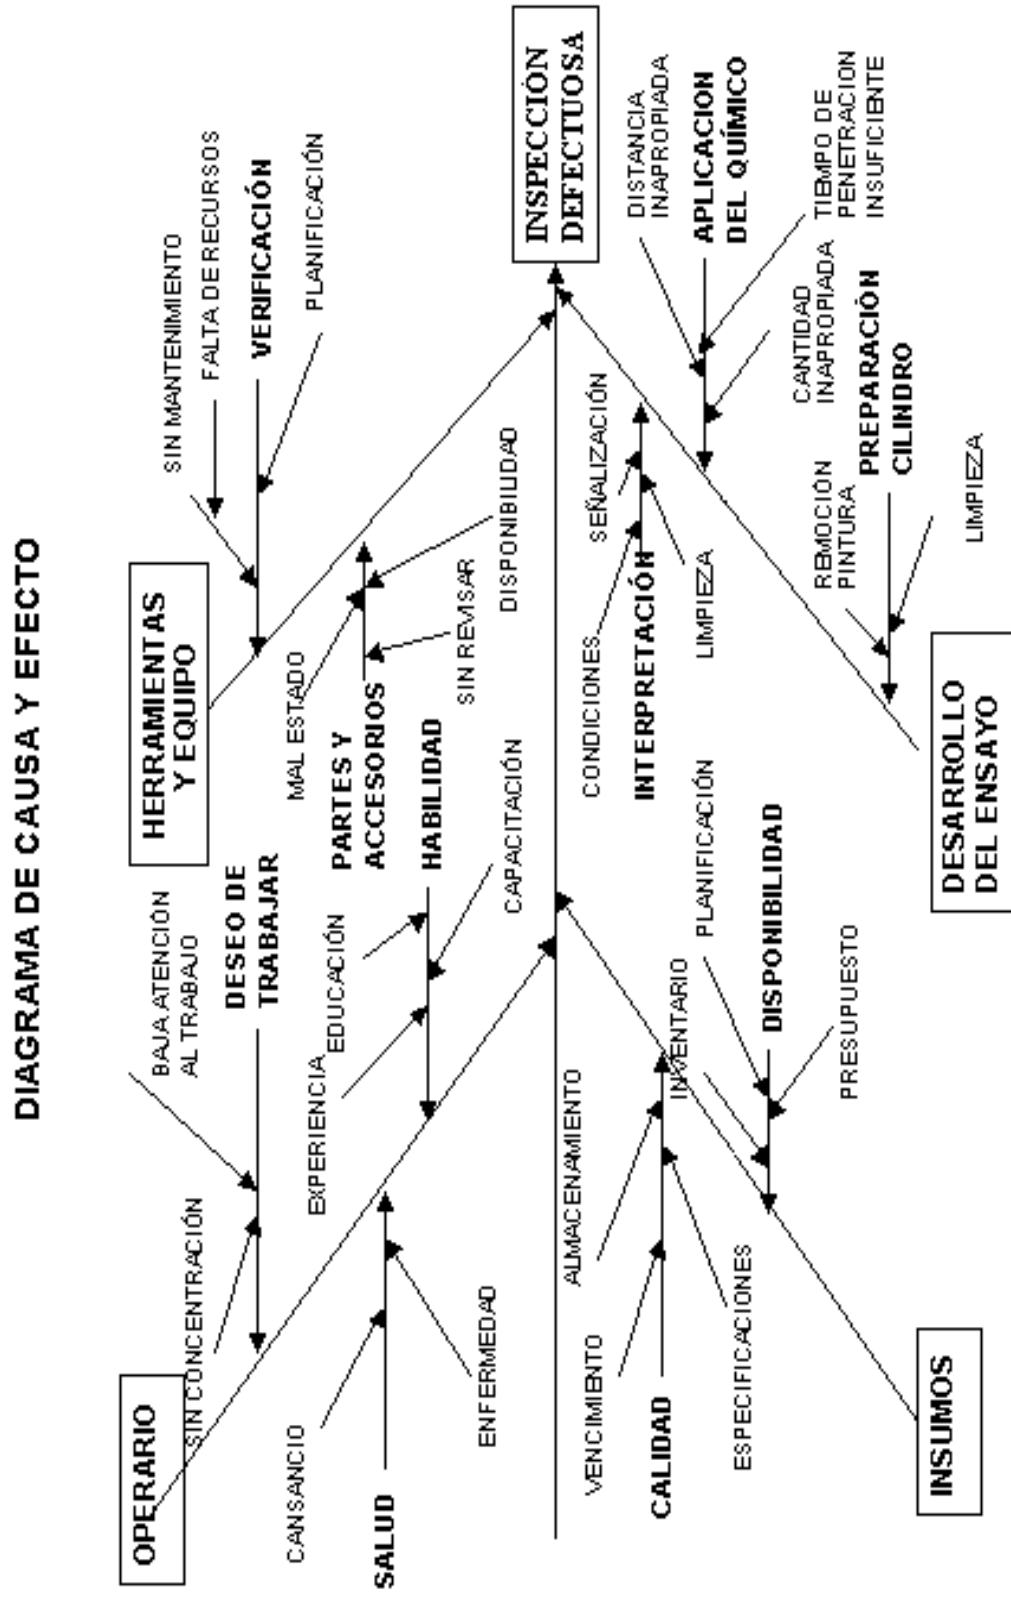 DIAGRAMA DE CAUSA Y EFECTO
OPERARIO
HERRAMIENTAS
Y EQUIPO
SIN CONCENTRACIÓN
BAJA ATENCIÓN
AL TRABAJO
DESEO DE
TRABAJAR
SIN MANTENIMIENTO
FALTA DE RECURSOS
VERIFICACIÓN
PLANIFICACIÓN
CANSANCIO
SALUD
ENFERMEDAD
EXPERIENCIA
EDUCACIÓN
HABILIDAD
CAPACITACIÓN
MAL ESTADO
PARTES Y
ACCESORIOS
SIN REVISAR
DISPONIBILIDAD
INSPECCIÓN
DEFECTUOSA
VENCIMIENTO
ALMACENAMIENTO
CALIDAD
ESPECIFICACIONES
INVENTARIO
PLANIFICACIÓN
DISPONIBILIDAD
PRESUPUESTO
CONDICIONES
SEÑALIZACIÓN
INTERPRETACIÓN
LIMPIEZA
DISTANCIA
INAPROPIADA
APLICACION
DEL QUÍMICO
TIEMPO DE
PENETRACION
INSUFICIENTE
CANTIDAD
INAPROPIADA
REMOCIÓN
PINTURA
PREPARACIÓN
CILINDRO
LIMPIEZA
INSUMOS
DESARROLLO
DEL ENSAYO